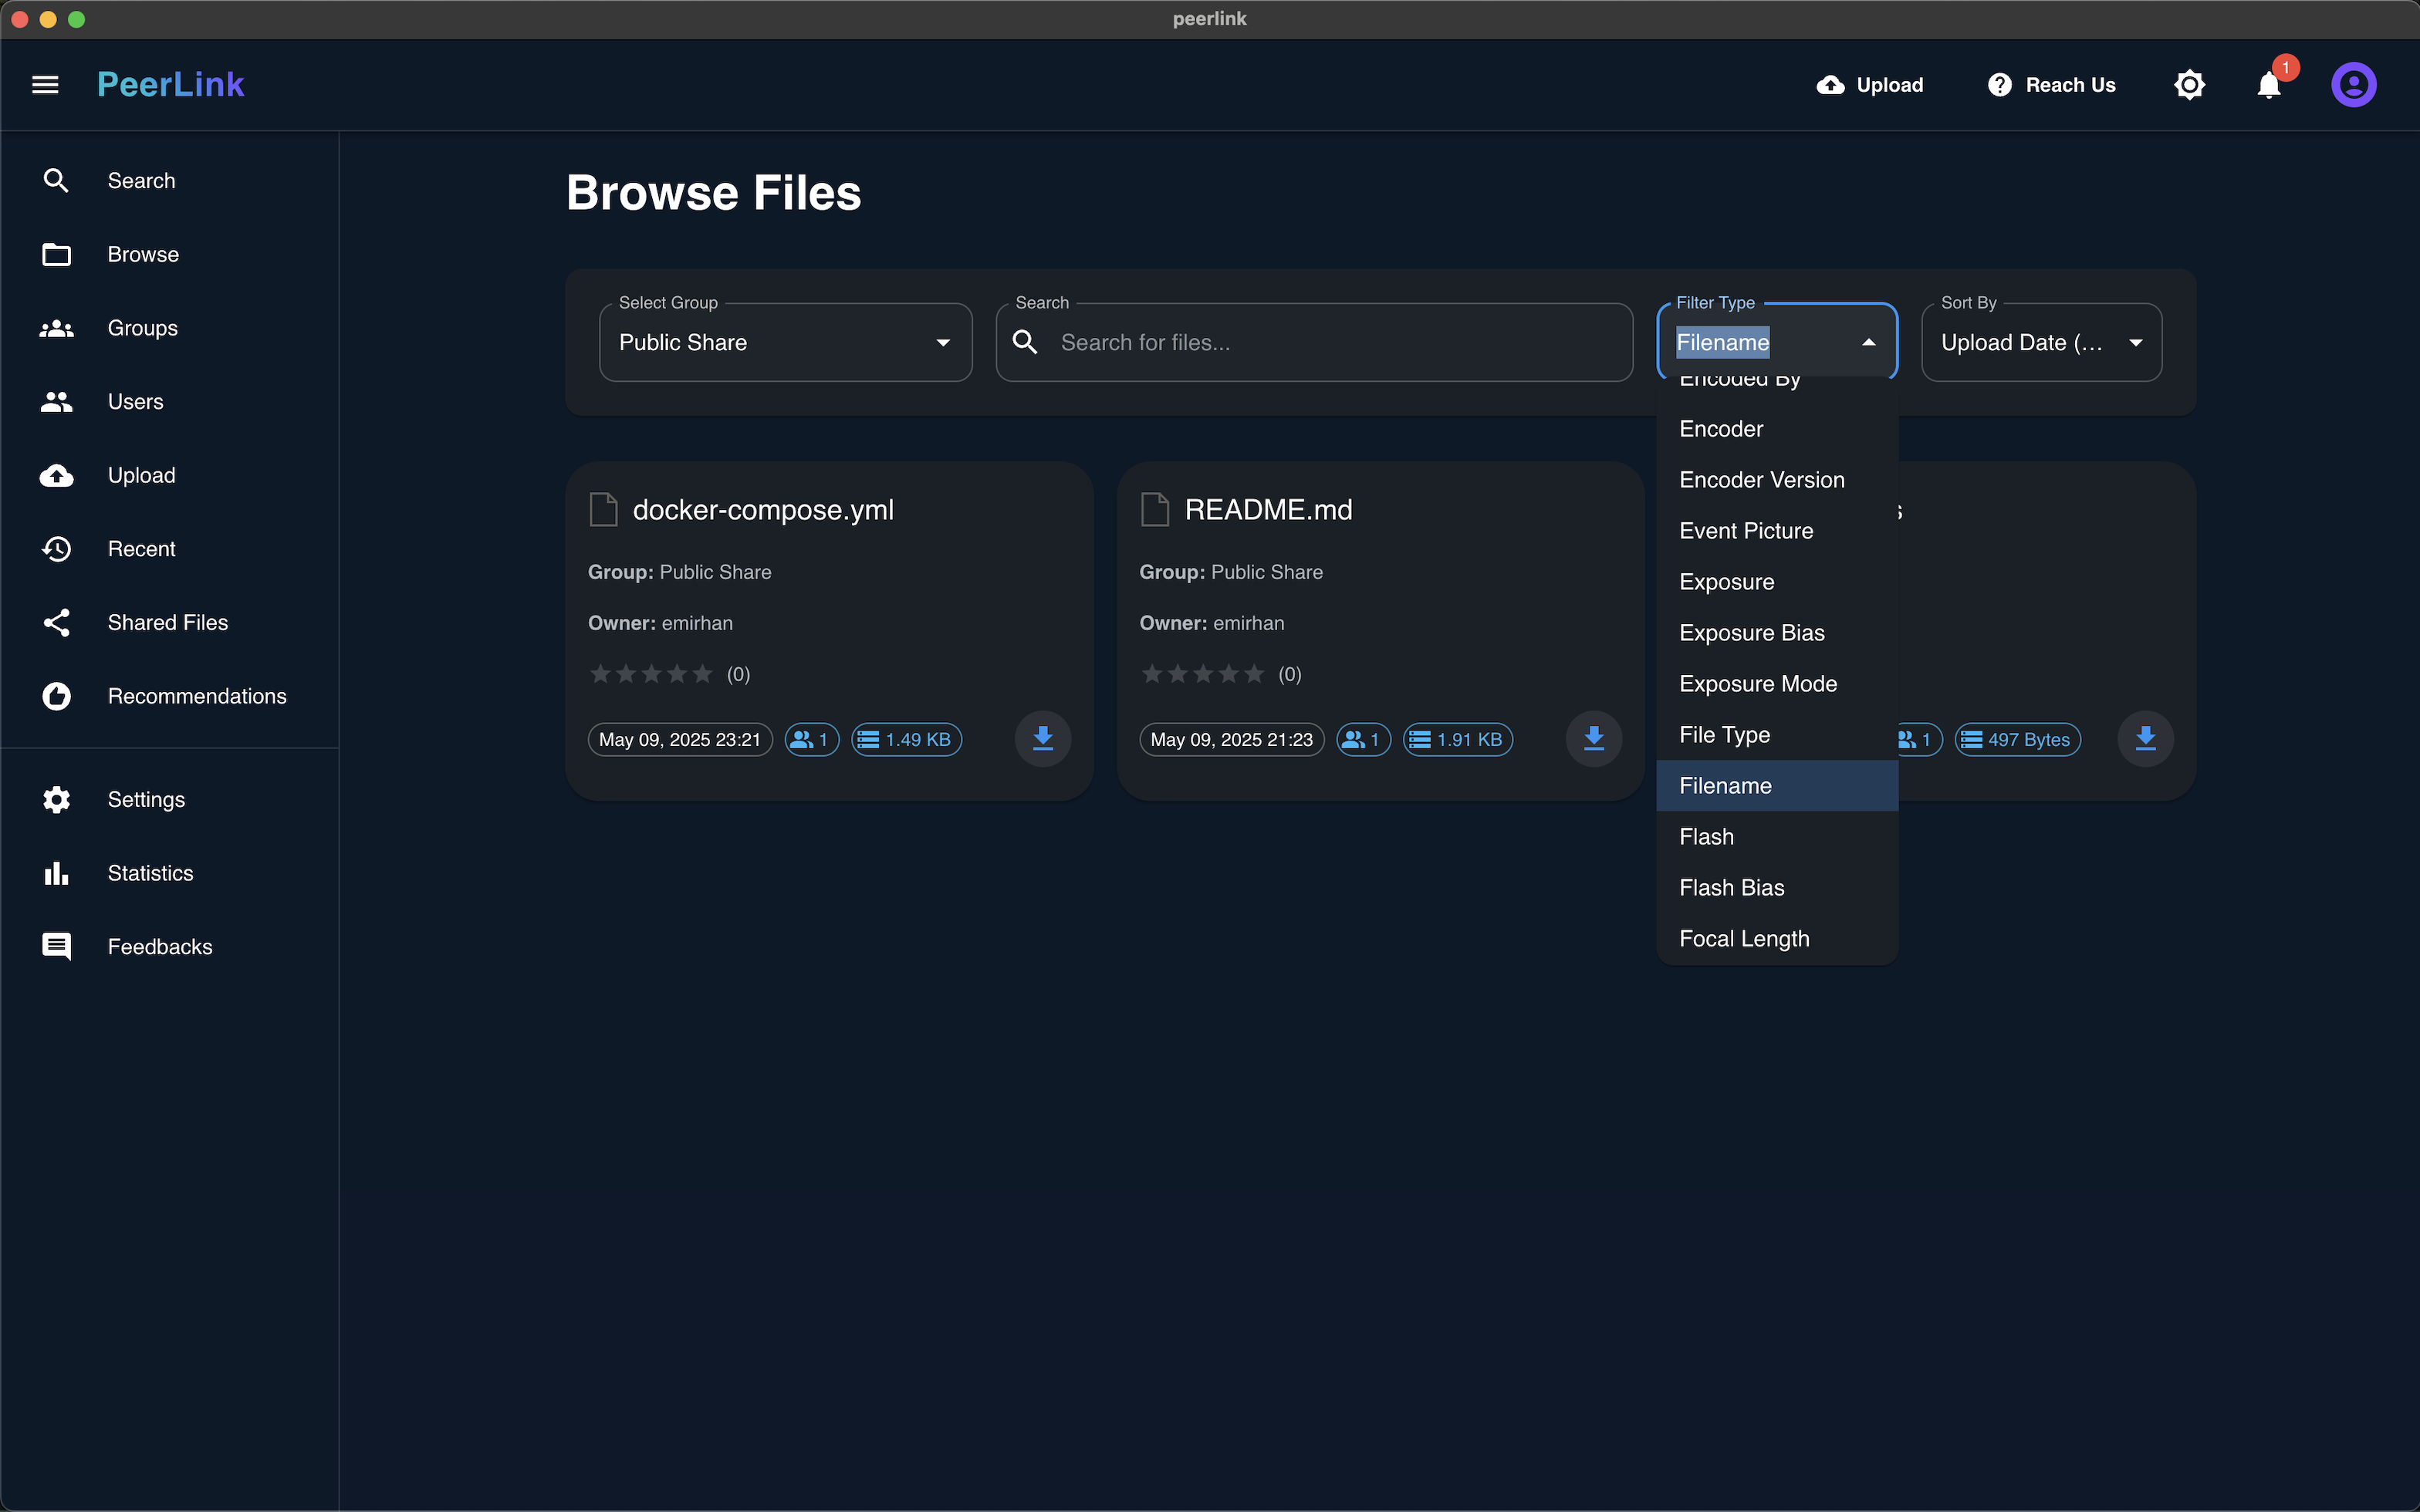 peerlink
PeerLink
Upload
Reach Us
1
Search
Browse
Groups
Users
Upload
Recent
Shared Files
Recommendations
Settings
Statistics
Feedbacks
Browse Files
Select Group
Public Share
Search
Search for files...
Filter Type
Filename
Sort By
Upload Date (...
Encoded By
Encoder
Encoder Version
Event Picture
Exposure
Exposure Bias
Exposure Mode
File Type
Filename
Flash
Flash Bias
Focal Length
docker-compose.yml
Group: Public Share
Owner: emirhan
(0)
May 09, 2025 23:21
1
1.49 KB
README.md
Group: Public Share
Owner: emirhan
(0)
May 09, 2025 21:23
1
1.91 KB
1
497 Bytes